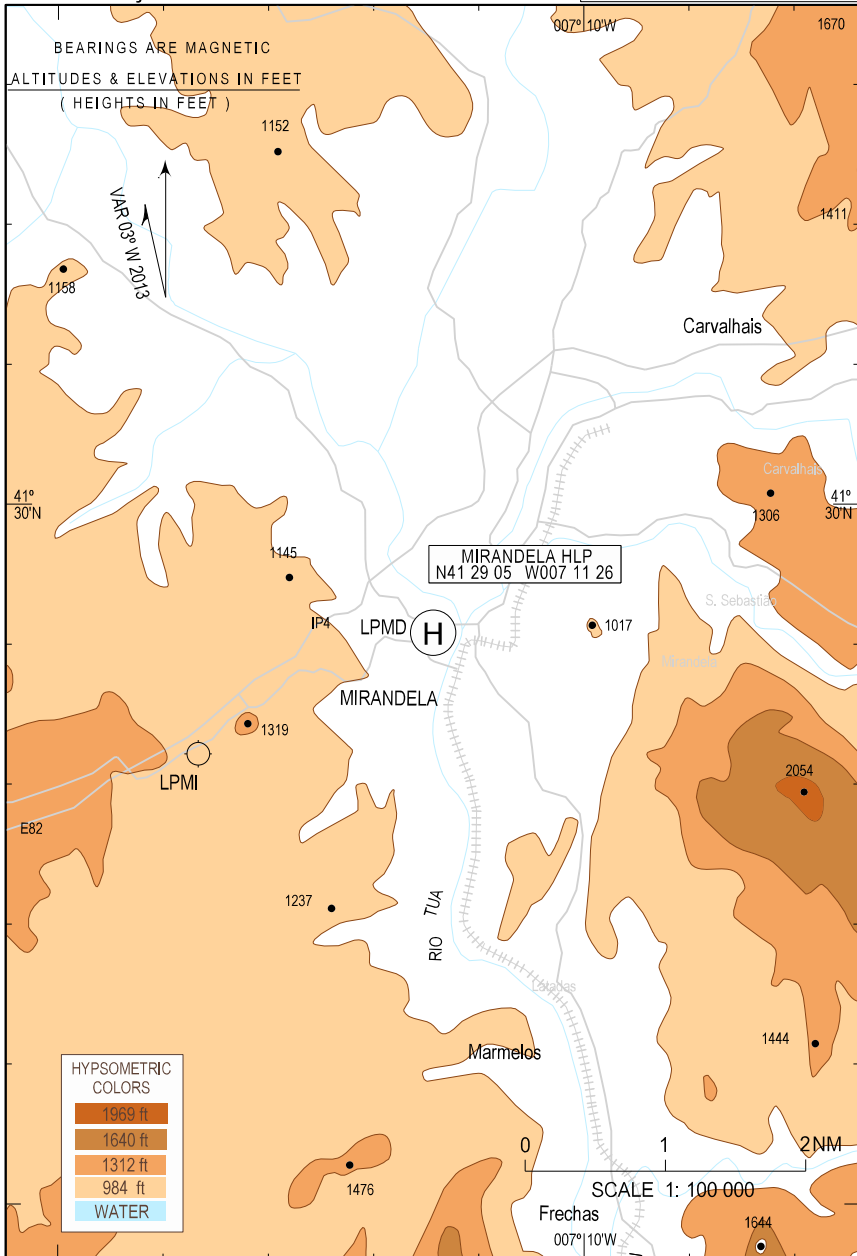 007º 10'W
1670
BEARINGS ARE MAGNETIC
ALTITUDES & ELEVATIONS IN FEET
( HEIGHTS IN FEET )
1152
VAR 03º W 2013
1411
1158
Carvalhais
Carvalhais
41º
30'N
1306
41º
30'N
MIRANDELA HLP
N41 29 05 W007 11 26
1145
S. Sebastião
IP4
LPMD
H
1017
Mirandela
MIRANDELA
1319
LPMI
2054
E82
1237
RIO TUA
Latadas
1444
Marmelos
HYPSOMETRIC
COLORS
1969 ft
1640 ft
1312 ft
984 ft
WATER
0 1 2NM
SCALE 1: 100 000
1476
Frechas
1644
007º 10'W